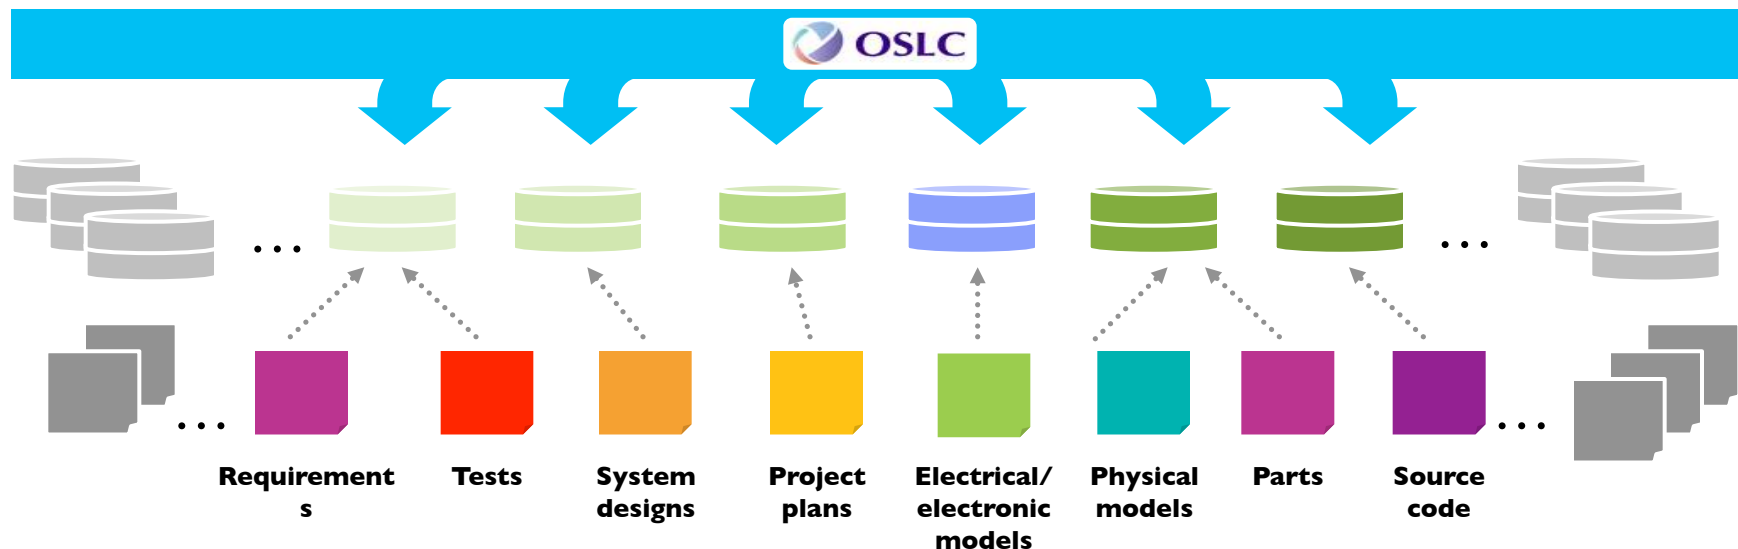 OSLC
...
...
...
...
Requirement
s
Tests
System
designs
Project
plans
Electrical/
electronic
models
Physical
models
Parts
Source
code